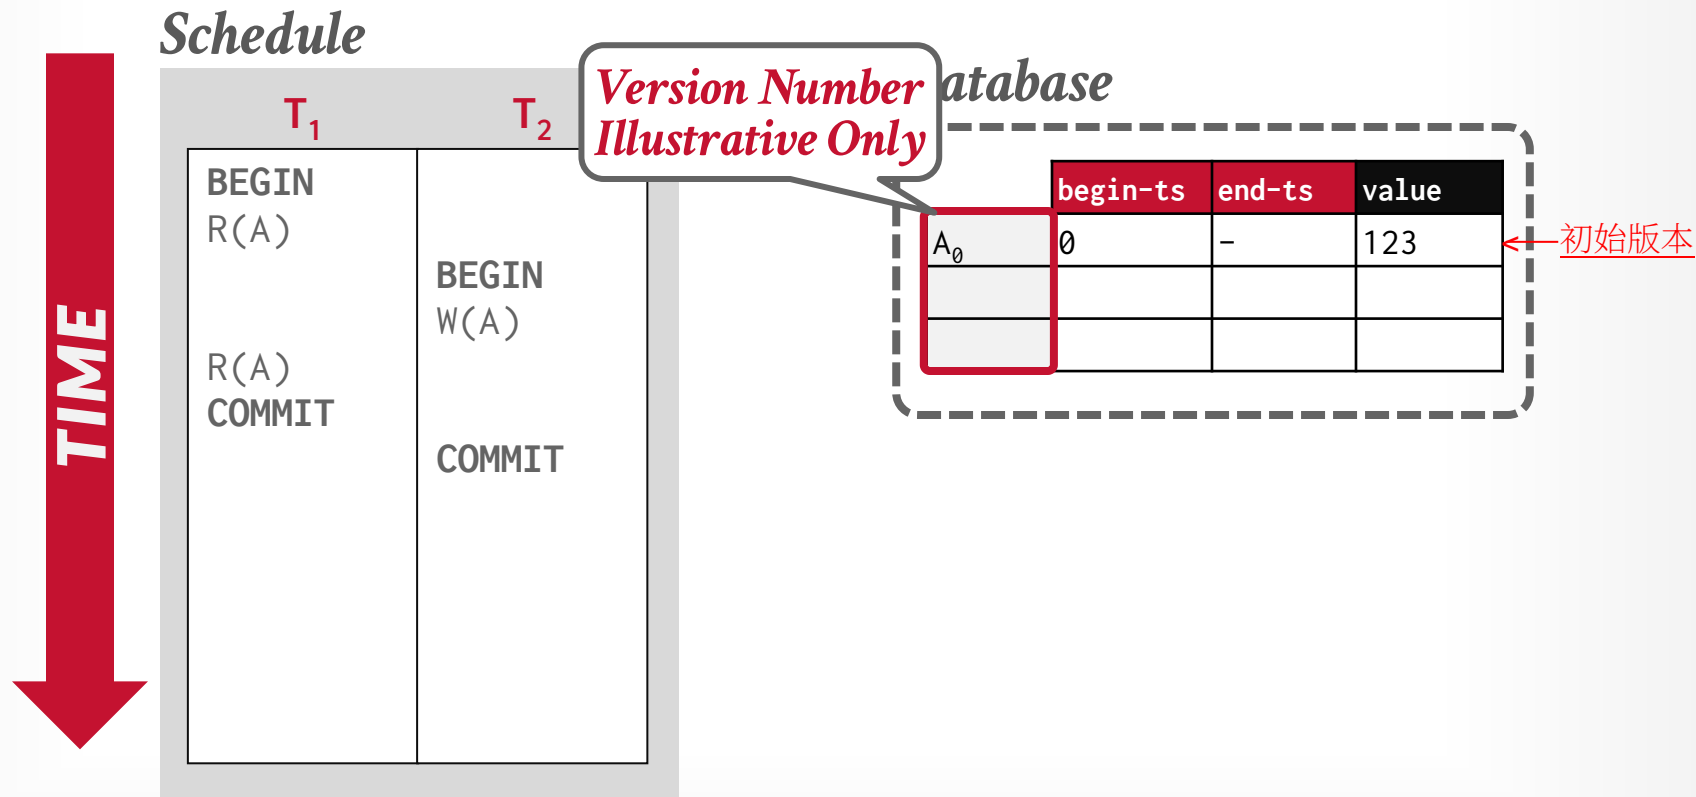 Schedule
Version Number
Illustrative Only
atabase
T₁ T₂
BEGIN
R(A)
BEGIN
W(A)
R(A)
COMMIT
COMMIT
TIME
begin-ts end-ts value
A₀ 0 - 123
初始版本